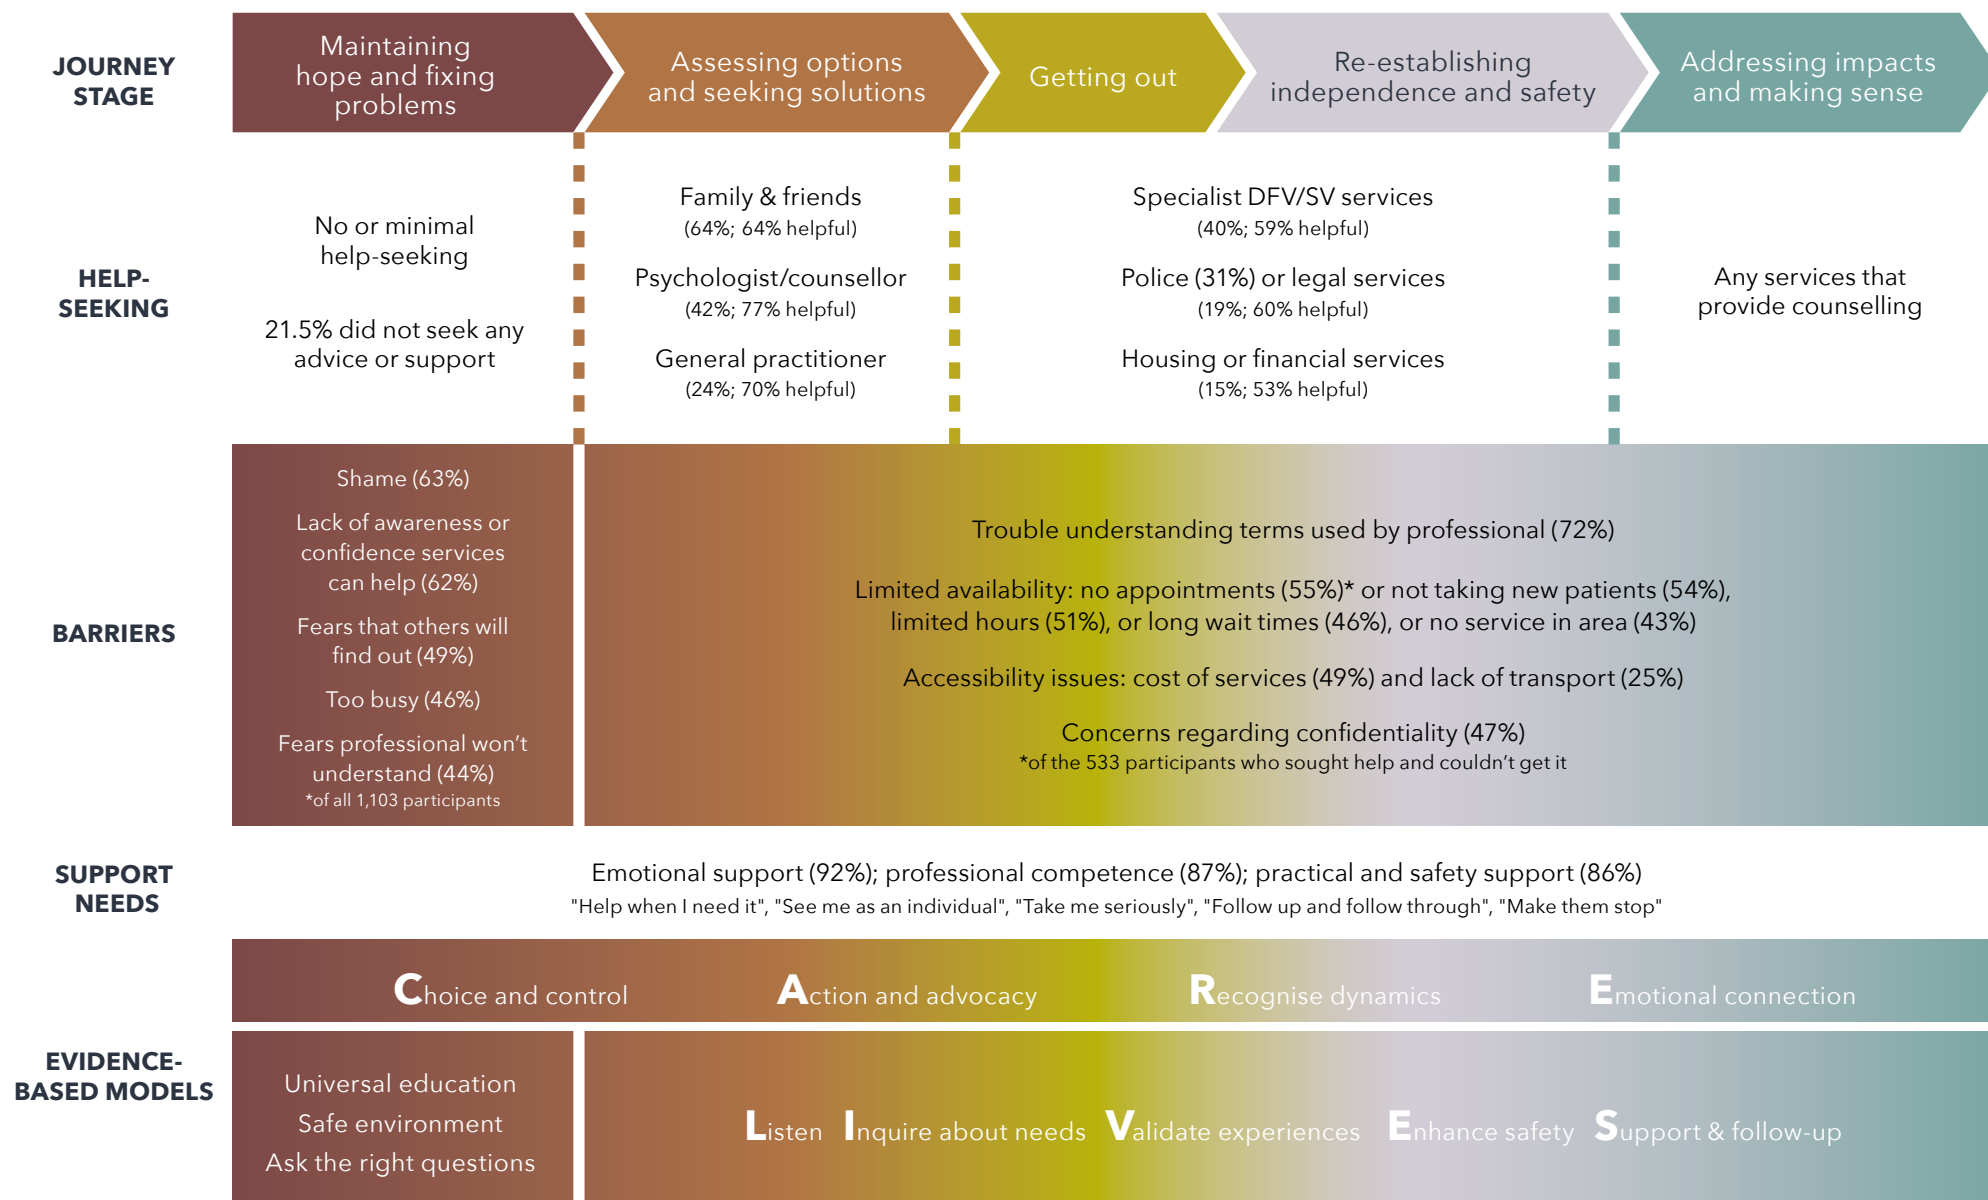 JOURNEY
STAGE
Maintaining
hope and fixing
problems
Assessing options
and seeking solutions
Getting out
Re-establishing
independence and safety
Addressing impacts
and making sense
HELP-
SEEKING
No or minimal
help-seeking
21.5% did not seek any
advice or support
Family & friends
(64%; 64% helpful)
Psychologist/counsellor
(42%; 77% helpful)
General practitioner
(24%; 70% helpful)
Specialist DFV/SV services
(40%; 59% helpful)
Police (31%) or legal services
(19%; 60% helpful)
Housing or financial services
(15%; 53% helpful)
Any services that
provide counselling
BARRIERS
Shame (63%)
Lack of awareness or
confidence services
can help (62%)
Fears that others will
find out (49%)
Too busy (46%)
Fears professional won't
understand (44%)
*of all 1,103 participants
Trouble understanding terms used by professional (72%)
Limited availability: no appointments (55%)* or not taking new patients (54%),
limited hours (51%), or long wait times (46%), or no service in area (43%)
Accessibility issues: cost of services (49%) and lack of transport (25%)
Concerns regarding confidentiality (47%)
*of the 533 participants who sought help and couldn't get it
SUPPORT
NEEDS
Emotional support (92%); professional competence (87%); practical and safety support (86%)
"Help when I need it", "See me as an individual", "Take me seriously", "Follow up and follow through", "Make them stop"
EVIDENCE-
BASED MODELS
Choice and control
Action and advocacy
Recognise dynamics
Emotional connection
Universal education
Safe environment
Ask the right questions
Listen Inquire about needs Validate experiences Enhance safety Support & follow-up